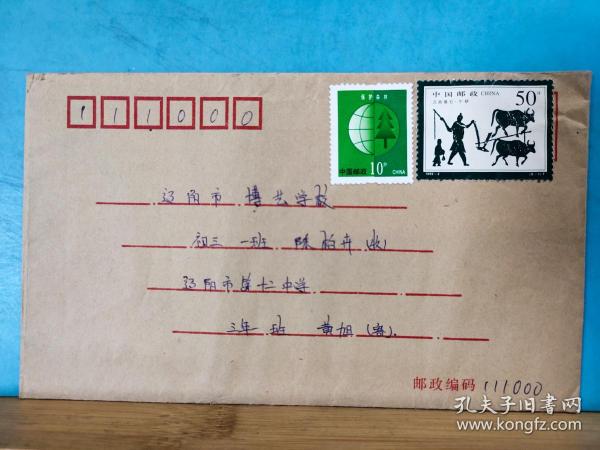 111000
保护森林
中国邮政 10分 CHINA
中国邮政 CHINA 50分
辽阳市 博艺学校
初三 一班 陈柏卉 (收)
辽阳市第十二中学
三年 一班 黄旭 (寄).
邮政编码 111000
孔夫子旧书网
www.kongfz.com